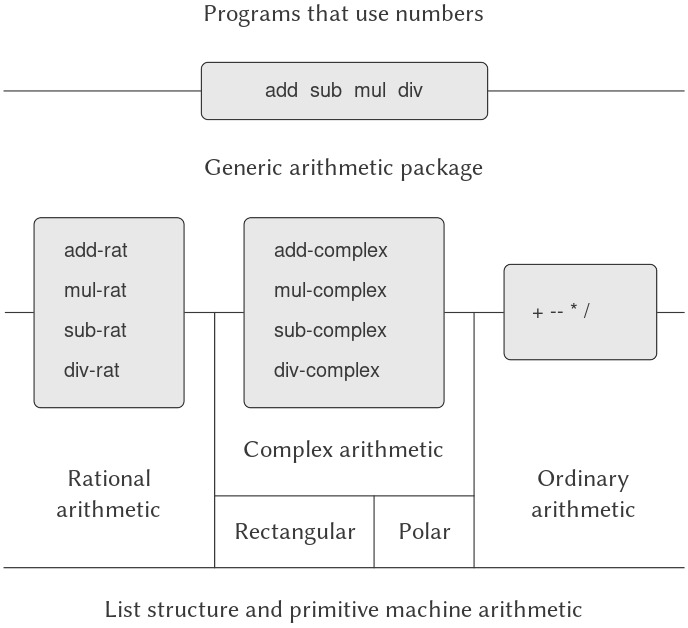 Programs that use numbers
add sub mul div
Generic arithmetic package
add-rat
mul-rat
sub-rat
div-rat
add-complex
mul-complex
sub-complex
div-complex
+ -- * /
Rational
arithmetic
Complex arithmetic
Rectangular
Polar
Ordinary
arithmetic
List structure and primitive machine arithmetic